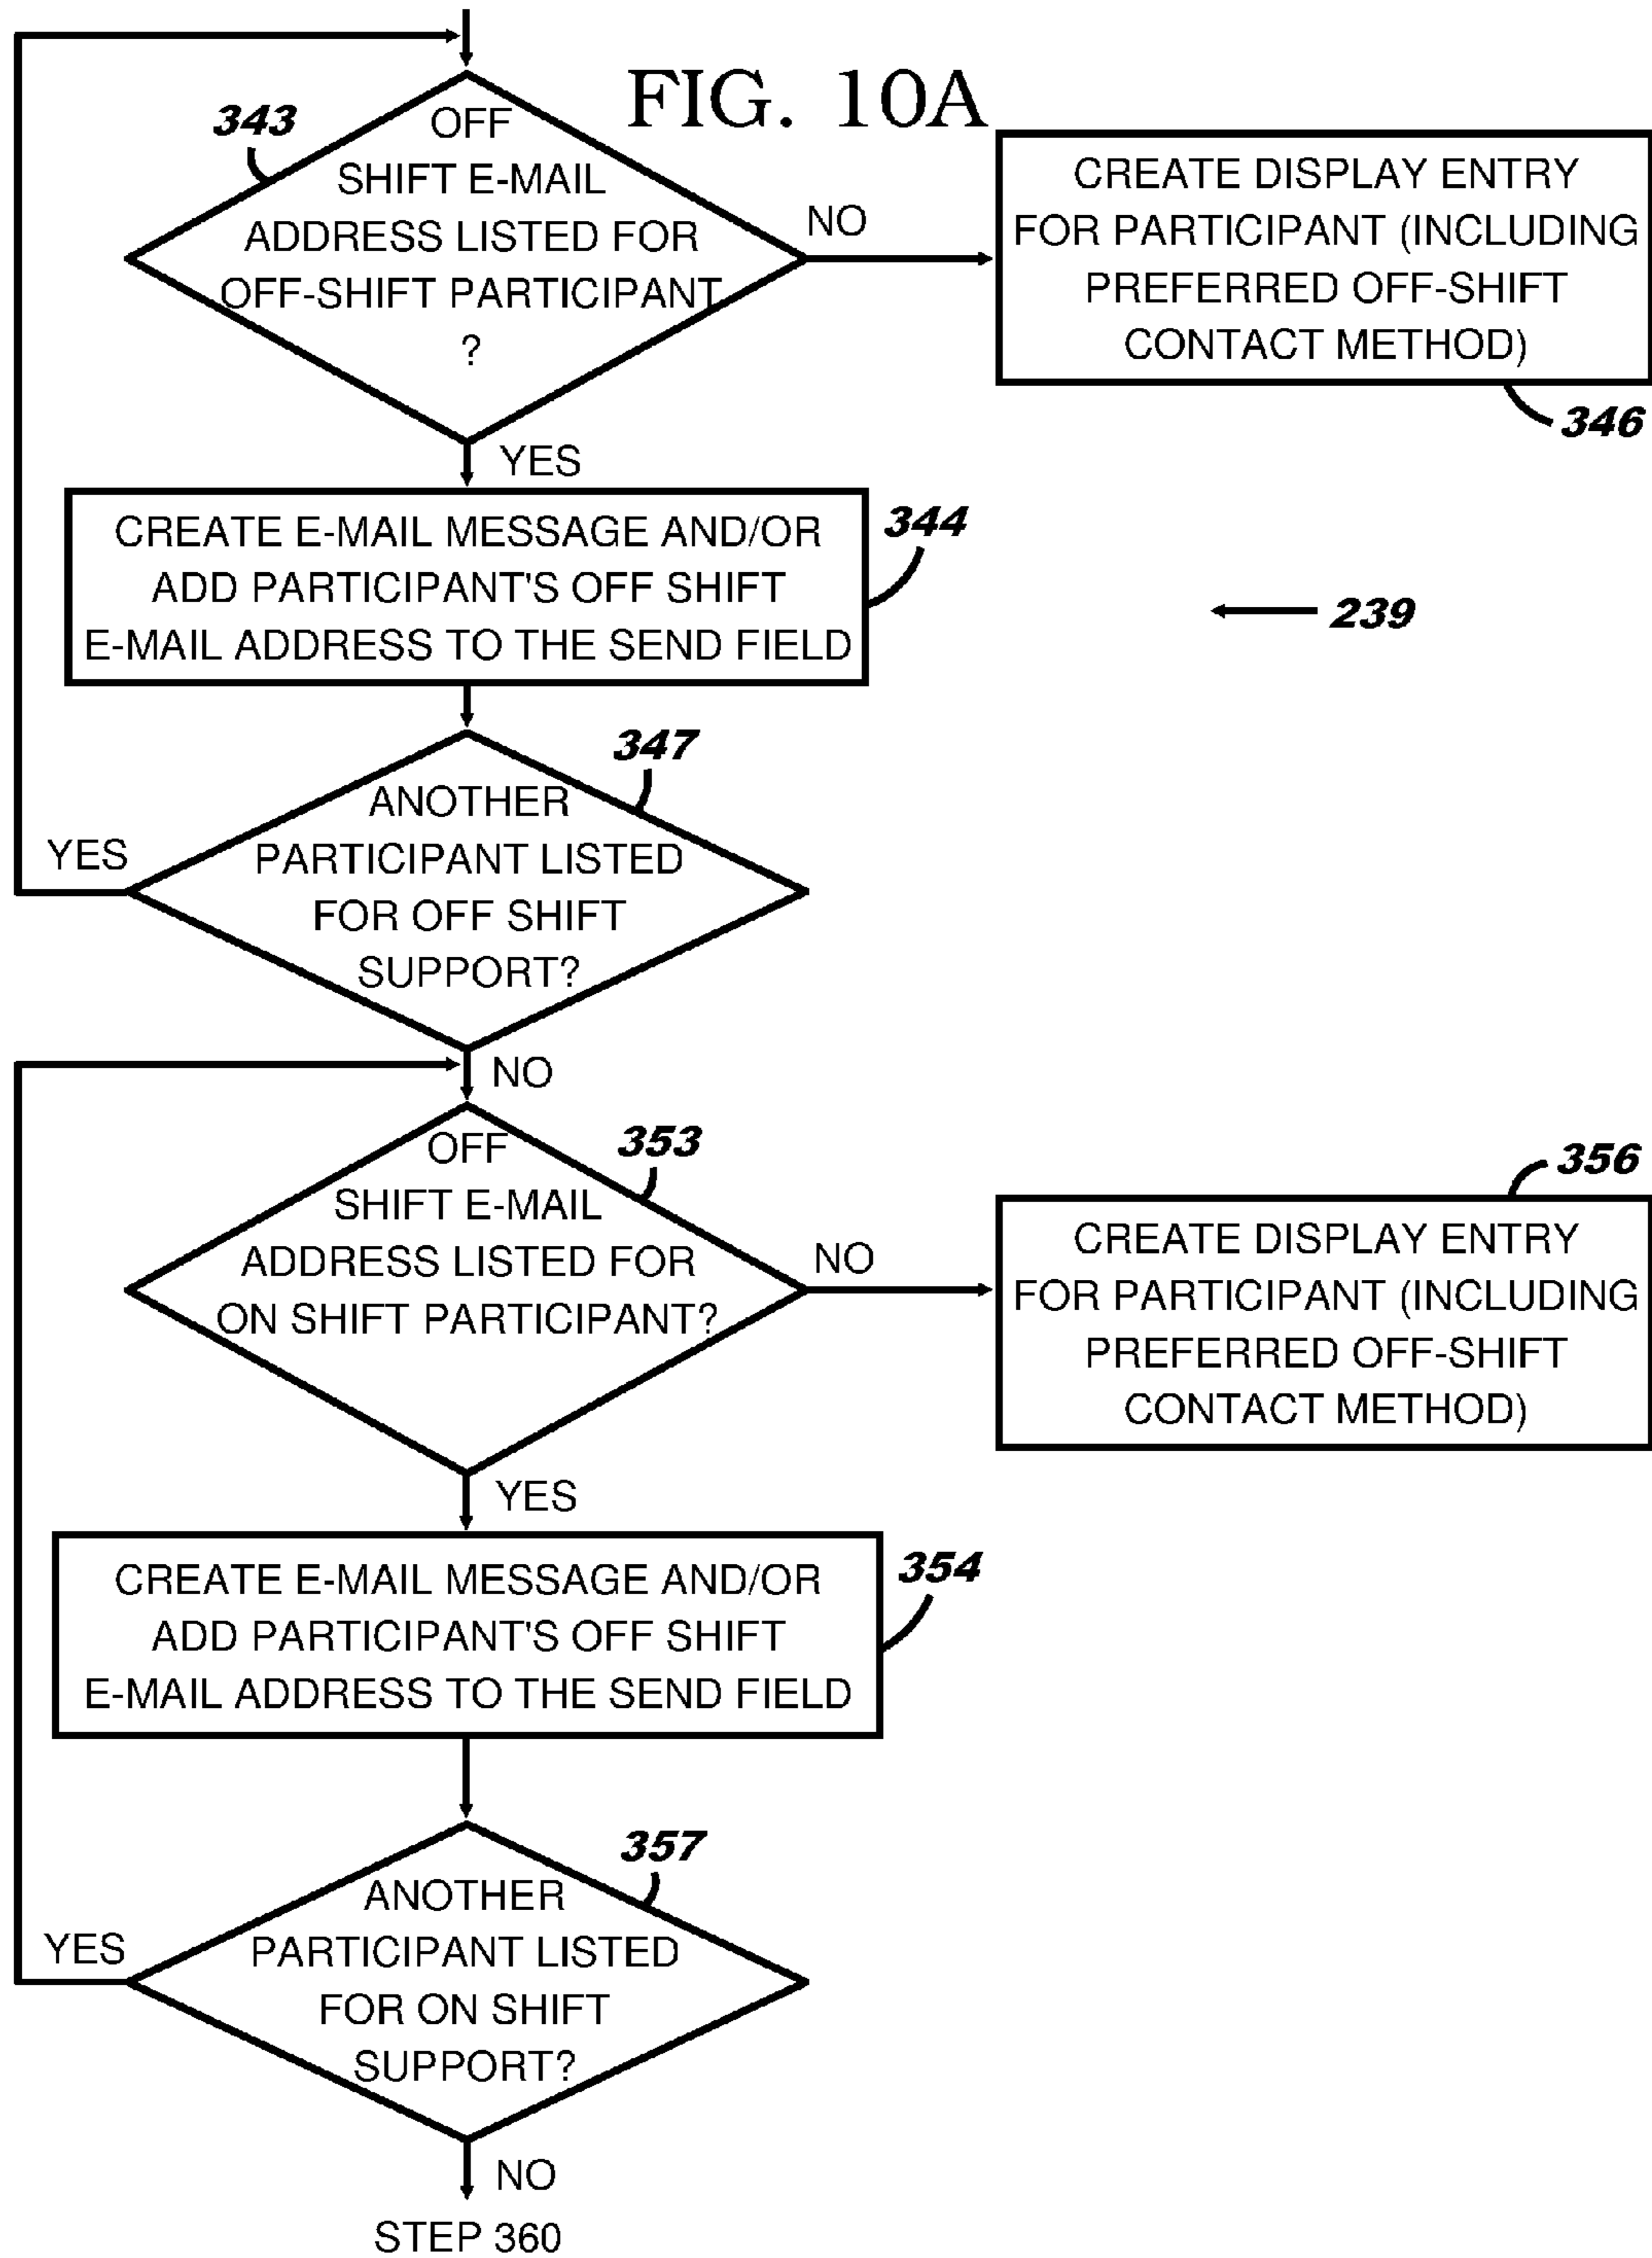 FIG. 10A
343
OFF
SHIFT E-MAIL
ADDRESS LISTED FOR
OFF-SHIFT PARTICIPANT
?
NO
CREATE DISPLAY ENTRY
FOR PARTICIPANT (INCLUDING
PREFERRED OFF-SHIFT
CONTACT METHOD)
346
YES
CREATE E-MAIL MESSAGE AND/OR
ADD PARTICIPANT'S OFF SHIFT
E-MAIL ADDRESS TO THE SEND FIELD
344
239
347
ANOTHER
PARTICIPANT LISTED
FOR OFF SHIFT
SUPPORT?
YES
NO
OFF
SHIFT E-MAIL
ADDRESS LISTED FOR
ON SHIFT PARTICIPANT?
353
NO
356
CREATE DISPLAY ENTRY
FOR PARTICIPANT (INCLUDING
PREFERRED OFF-SHIFT
CONTACT METHOD)
YES
CREATE E-MAIL MESSAGE AND/OR
ADD PARTICIPANT'S OFF SHIFT
E-MAIL ADDRESS TO THE SEND FIELD
354
357
ANOTHER
PARTICIPANT LISTED
FOR ON SHIFT
SUPPORT?
YES
NO
STEP 360